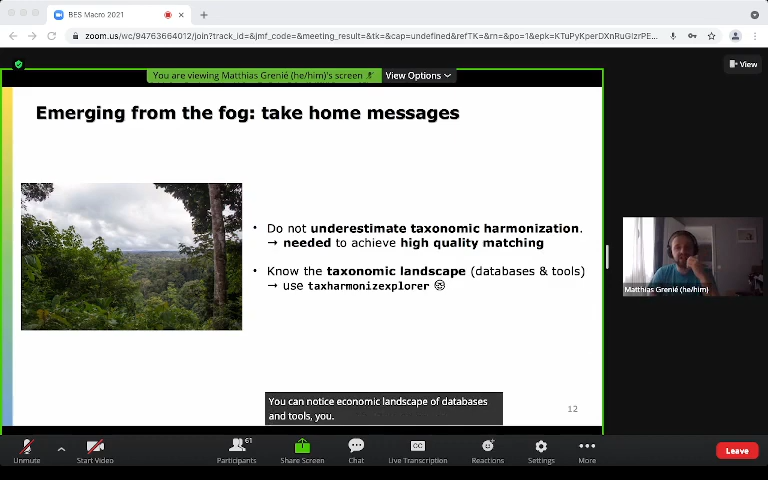 BES Macro 2021
zoom.us/wc/94763664012/join?track_id=&jmf_code=&meeting_result=&tk=&cap=undefined&refTK=&rn=&po=1&epk=KTuPyKperDXnRuGlzrPE...
You are viewing Matthias Grenié (he/him)'s screen
View Options
View
Emerging from the fog: take home messages
• Do not underestimate taxonomic harmonization.
→ needed to achieve high quality matching
• Know the taxonomic landscape (databases & tools)
→ use taxharmonizexplorer
Matthias Grenié (he/him)
You can notice economic landscape of databases
and tools, you.
12
Unmute
Start Video
Participants
61
Share Screen
Chat
CC
Live Transcription
Reactions
Settings
More
Leave